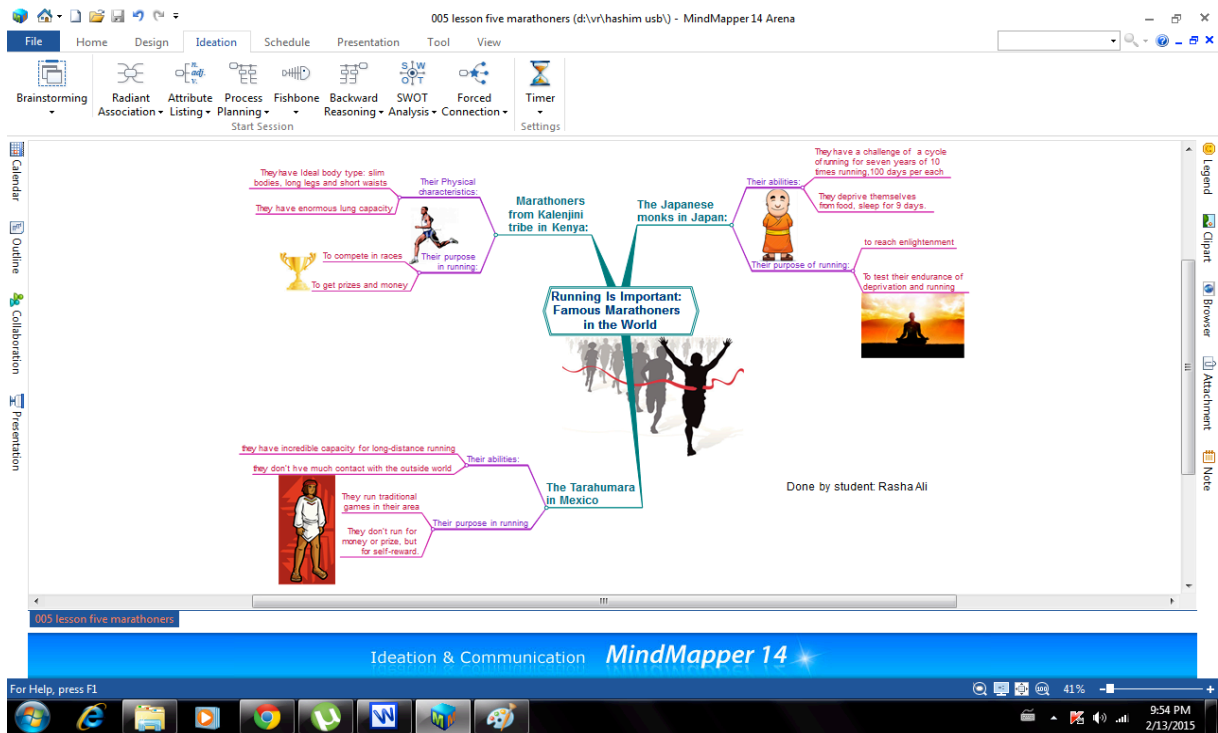 005 lesson five marathoners (d:\vr\hashim usb\) - MindMapper 14 Arena
File Home Design Ideation Schedule Presentation Tool View
Brainstorming
Radiant
Association
Attribute
Listing
Process
Planning
Fishbone
Backward
Reasoning
SWOT
Analysis
Forced
Connection
Timer
n.
adj.
v.
S W
O T
Start Session
Settings
Calendar
Outline
Collaboration
Presentation
Legend
Clipart
Browser
Attachment
Note
Running Is Important:
Famous Marathoners
in the World
Marathoners
from Kalenjini
tribe in Kenya:
Their Physical
characteristics:
They have Ideal body type: slim
bodies, long legs and short waists
They have enormous lung capacity
Their purpose
in running:
To compete in races
To get prizes and money
The Japanese
monks in Japan:
Their abilities:
They have a challenge of a cycle
of running for seven years of 10
times running,100 days per each
They deprive themselves
from food, sleep for 9 days.
Their purpose of running:
to reach enlightenment
To test their endurance of
deprivation and running
The Tarahumara
in Mexico
Their abilities:
they have incredible capacity for long-distance running
they don't hve much contact with the outside world
Their purpose in running
They run traditional
games in their area
They don't run for
money or prize, but
for self-reward.
Done by student: Rasha Ali
005 lesson five marathoners
Ideation & Communication MindMapper 14
For Help, press F1
100
41%
9:54 PM
2/13/2015